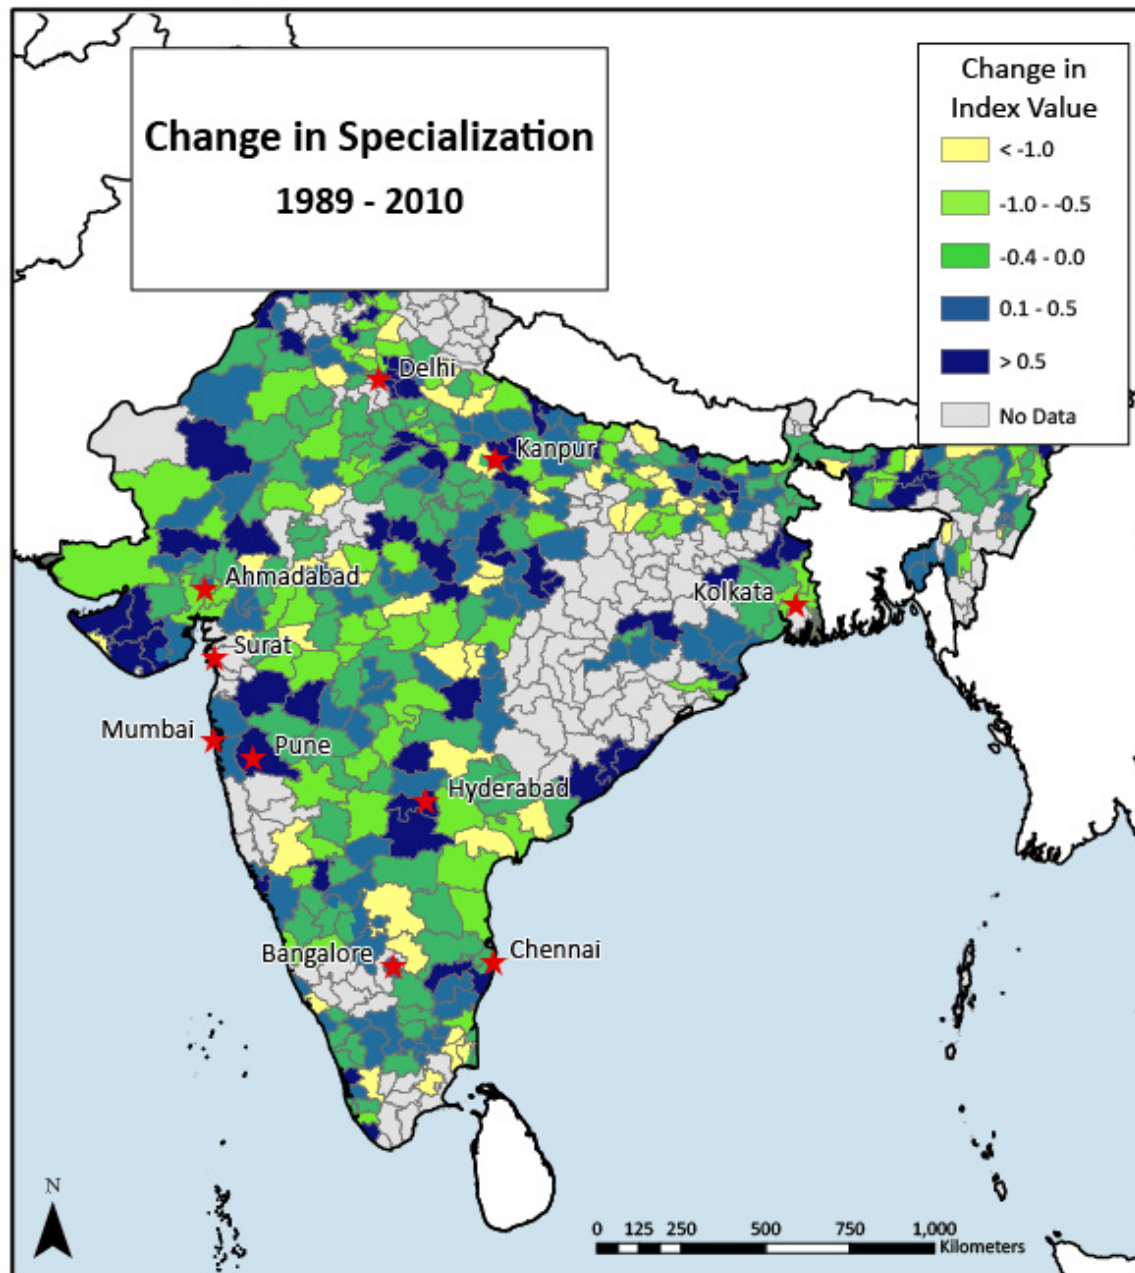 Change in Specialization
1989 - 2010
Change in
Index Value
< -1.0
-1.0 - -0.5
-0.4 - 0.0
0.1 - 0.5
> 0.5
No Data
Delhi
Kanpur
Ahmadabad
Kolkata
Surat
Mumbai
Pune
Hyderabad
Bangalore
Chennai
N
0 125 250 500 750 1,000
Kilometers